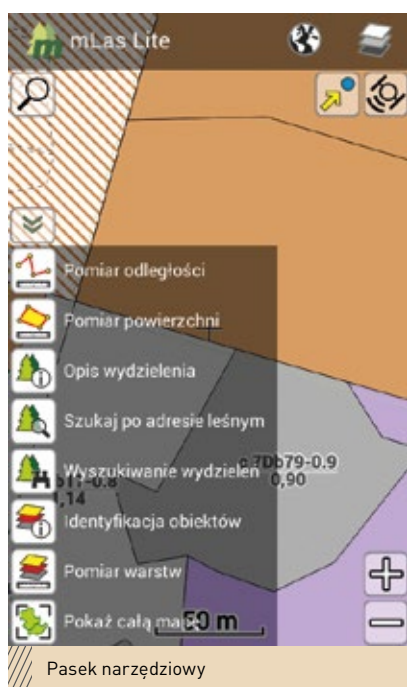 mLas Lite
Pomiar odległości
Pomiar powierzchni
Opis wydzielenia
Szukaj po adresie leśnym
7Db79-0.9
0,90
Wyszukiwanie wydzieleń
Identyfikacja obiektów
Pomiar warstw
Pokaż całą
50 m
Pasek narzędziowy